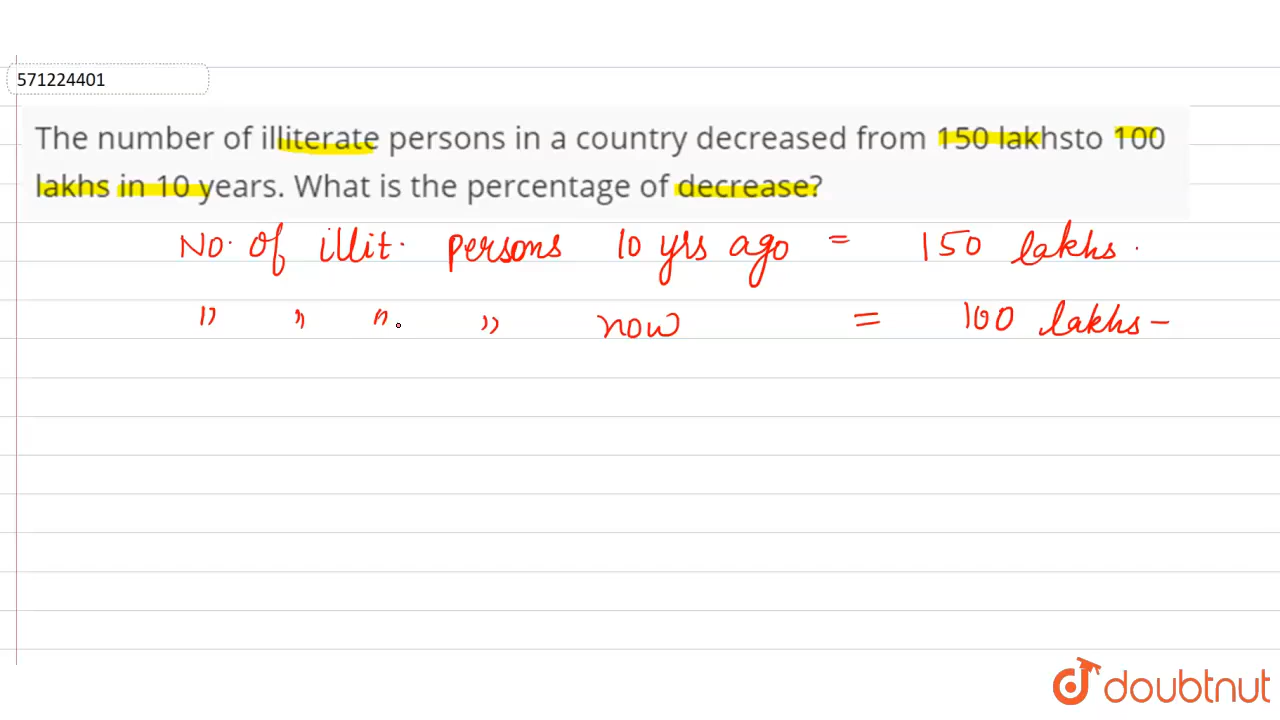 571224401
The number of illiterate persons in a country decreased from 150 lakhsto 100
lakhs in 10 years. What is the percentage of decrease?
No. of illit. persons 10 yrs ago = 150 lakhs.
" " " " now = 100 lakhs-
doubtnut